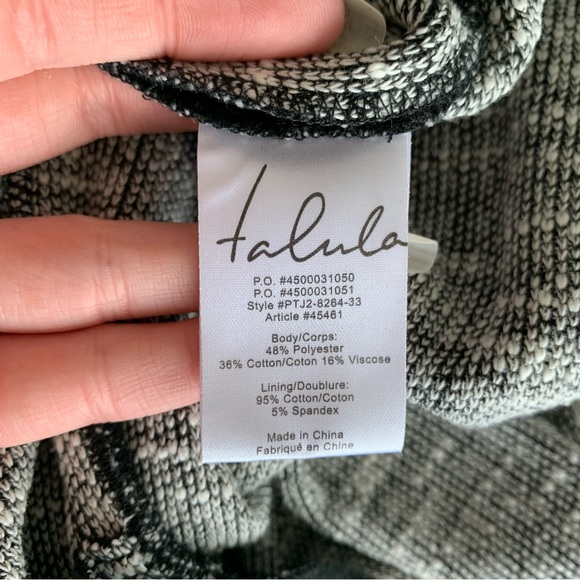 talula
P.O. #4500031050
P.O. #4500031051
Style #PTJ2-8264-33
Article #45461
Body/Corps:
48% Polyester
36% Cotton/Coton 16% Viscose
Lining/Doublure:
95% Cotton/Coton
5% Spandex
Made in China
Fabriqué en Chine